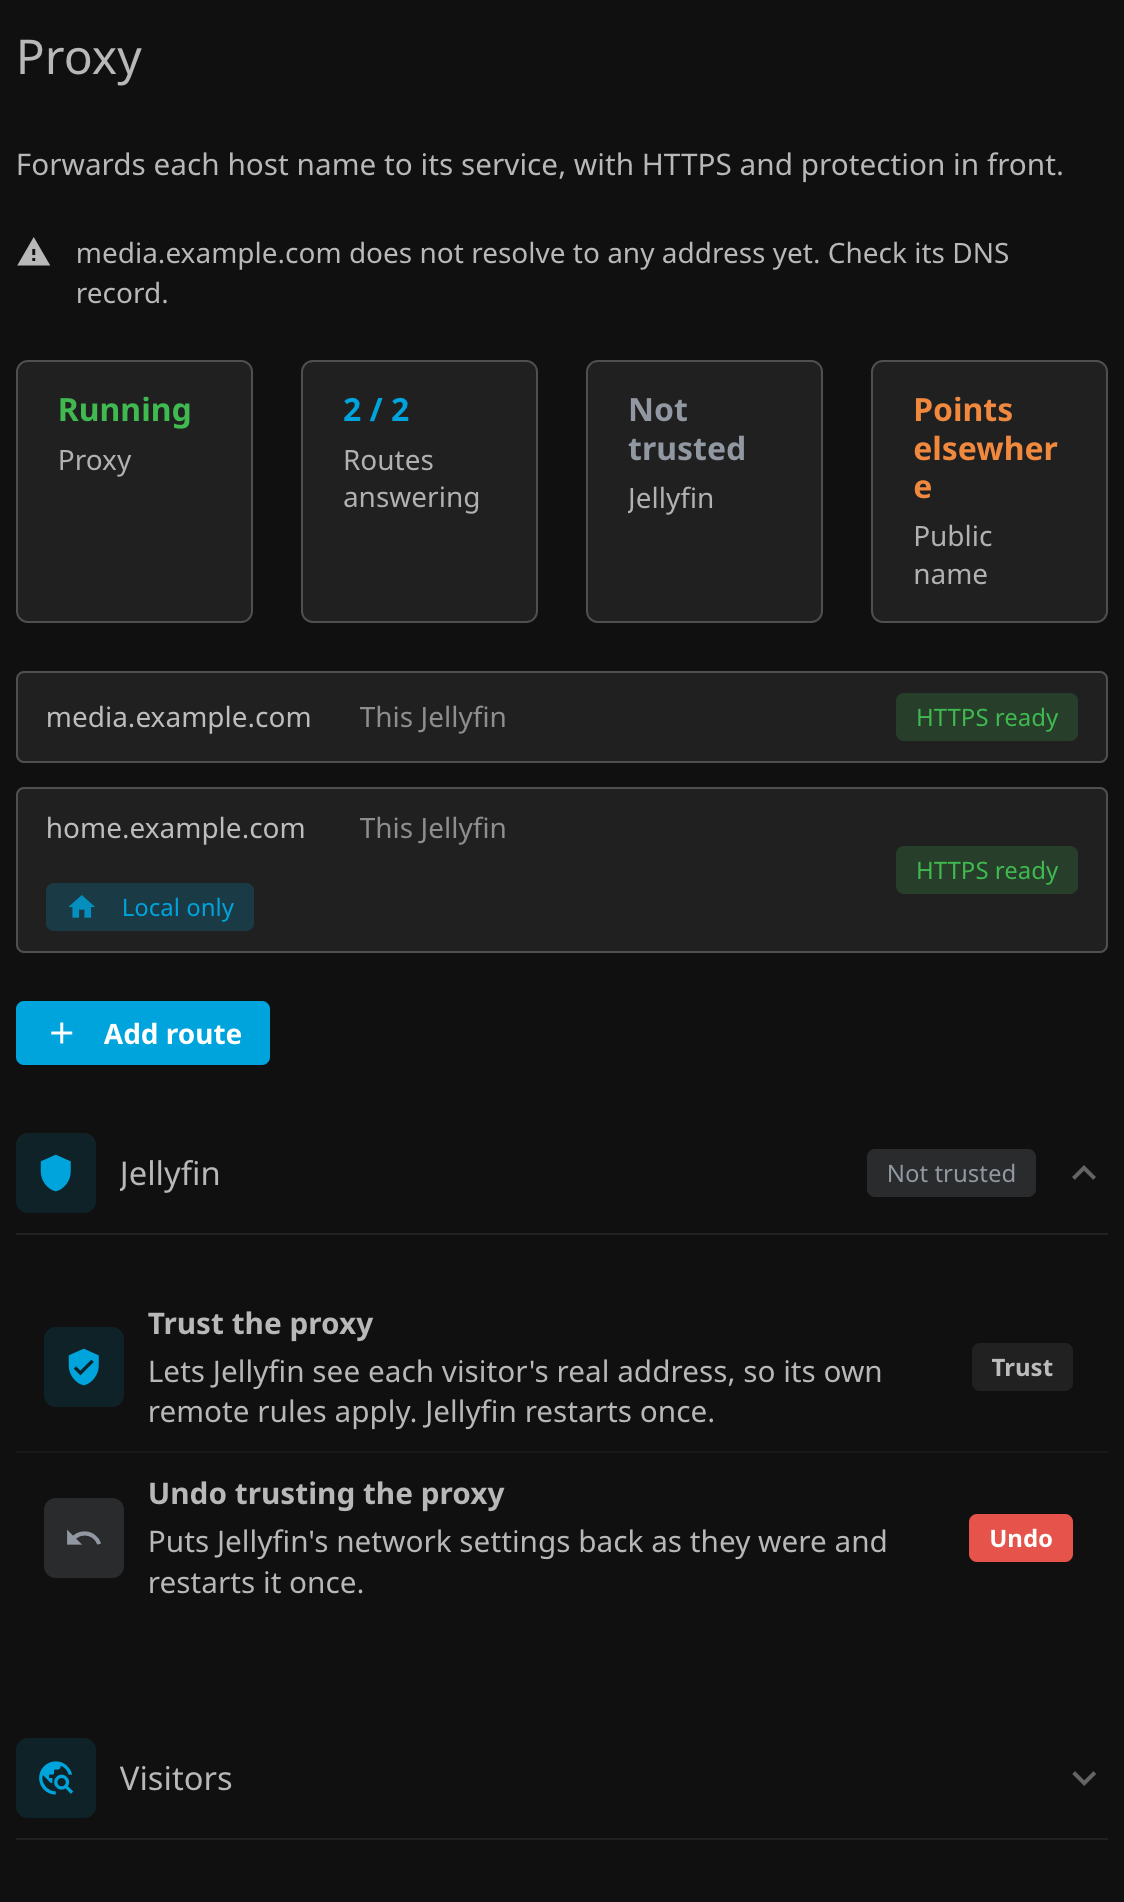 Proxy
Forwards each host name to its service, with HTTPS and protection in front.
media.example.com does not resolve to any address yet. Check its DNS
record.
Running
Proxy
2 / 2
Routes
answering
Not
trusted
Jellyfin
Points
elsewher
e
Public
name
media.example.com This Jellyfin HTTPS ready
home.example.com This Jellyfin
HTTPS ready
Local only
Add route
Jellyfin Not trusted
Trust the proxy
Lets Jellyfin see each visitor's real address, so its own
remote rules apply. Jellyfin restarts once.
Trust
Undo trusting the proxy
Puts Jellyfin's network settings back as they were and
restarts it once.
Undo
Visitors